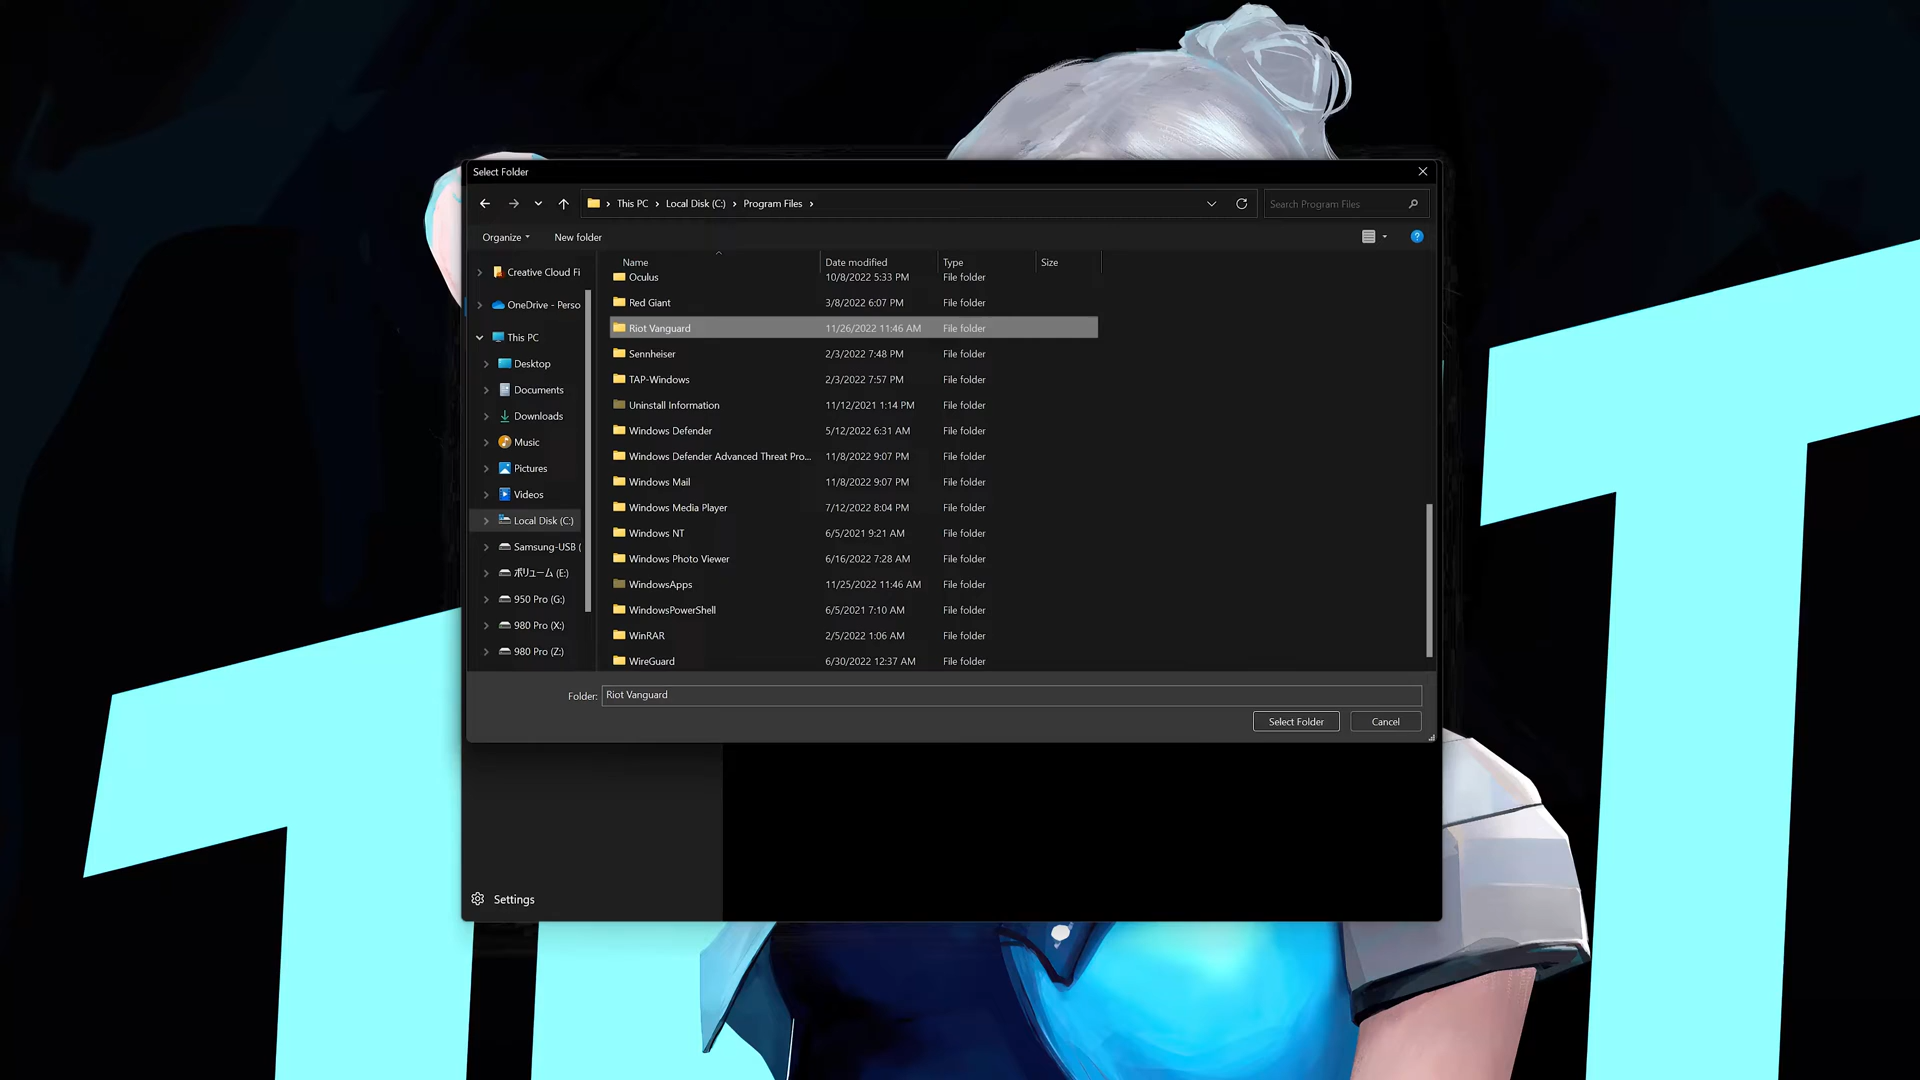 Select Folder
This PC
Local Disk (C:)
Program Files
Search Program Files
Organize
New folder
Name
Date modified
Type
Size
Creative Cloud Fi
OneDrive - Perso
This PC
Desktop
Documents
Downloads
Music
Pictures
Videos
Local Disk (C:)
Samsung-USB (
ボリューム (E:)
950 Pro (G:)
980 Pro (X:)
980 Pro (Z:)
Oculus 10/8/2022 5:33 PM File folder
Red Giant 3/8/2022 6:07 PM File folder
Riot Vanguard 11/26/2022 11:46 AM File folder
Sennheiser 2/3/2022 7:48 PM File folder
TAP-Windows 2/3/2022 7:57 PM File folder
Uninstall Information 11/12/2021 1:14 PM File folder
Windows Defender 5/12/2022 6:31 AM File folder
Windows Defender Advanced Threat Pro... 11/8/2022 9:07 PM File folder
Windows Mail 11/8/2022 9:07 PM File folder
Windows Media Player 7/12/2022 8:04 PM File folder
Windows NT 6/5/2021 9:21 AM File folder
Windows Photo Viewer 6/16/2022 7:28 AM File folder
WindowsApps 11/25/2022 11:46 AM File folder
WindowsPowerShell 6/5/2021 7:10 AM File folder
WinRAR 2/5/2022 1:06 AM File folder
WireGuard 6/30/2022 12:37 AM File folder
Folder: Riot Vanguard
Select Folder
Cancel
Settings